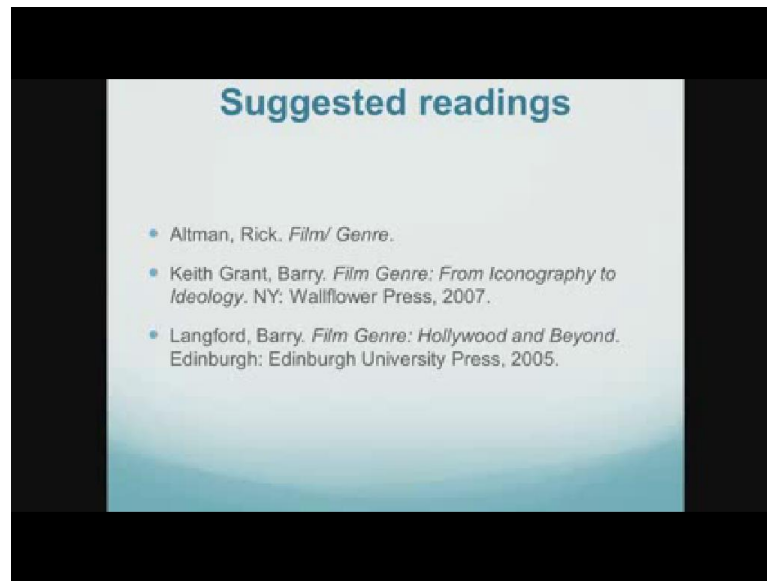 Suggested readings
• Altman, Rick. Film/ Genre.
• Keith Grant, Barry. Film Genre: From Iconography to
Ideology. NY: Wallflower Press, 2007.
• Langford, Barry. Film Genre: Hollywood and Beyond.
Edinburgh: Edinburgh University Press, 2005.